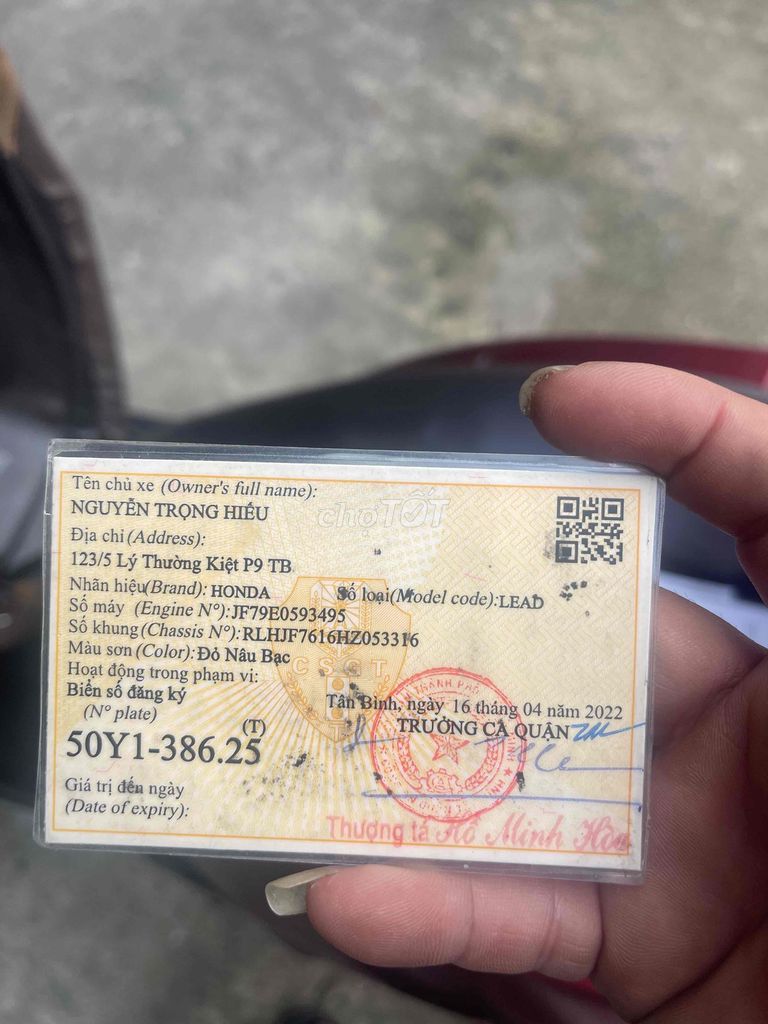 Tên chủ xe (Owner's full name):
NGUYỄN TRỌNG HIẾU
chợTỐT
Địa chỉ (Address):
123/5 Lý Thường Kiệt P9 TB
Nhãn hiệu(Brand): HONDA Số loại(Model code):LEAD
Số máy (Engine N°):JF79E0593495
Số khung (Chassis N°):RLHJF7616HZ053316
Màu sơn (Color): Đỏ Nâu Bạc
CSGT
Hoạt động trong phạm vi:
Biển số đăng ký
(N° plate)
Tân Bình, ngày 16 tháng 04 năm 2022
TRƯỞNG CA QUẬN
(T)
50Y1-386.25
Giá trị đến ngày
(Date of expiry):
Thượng tá Hồ Minh